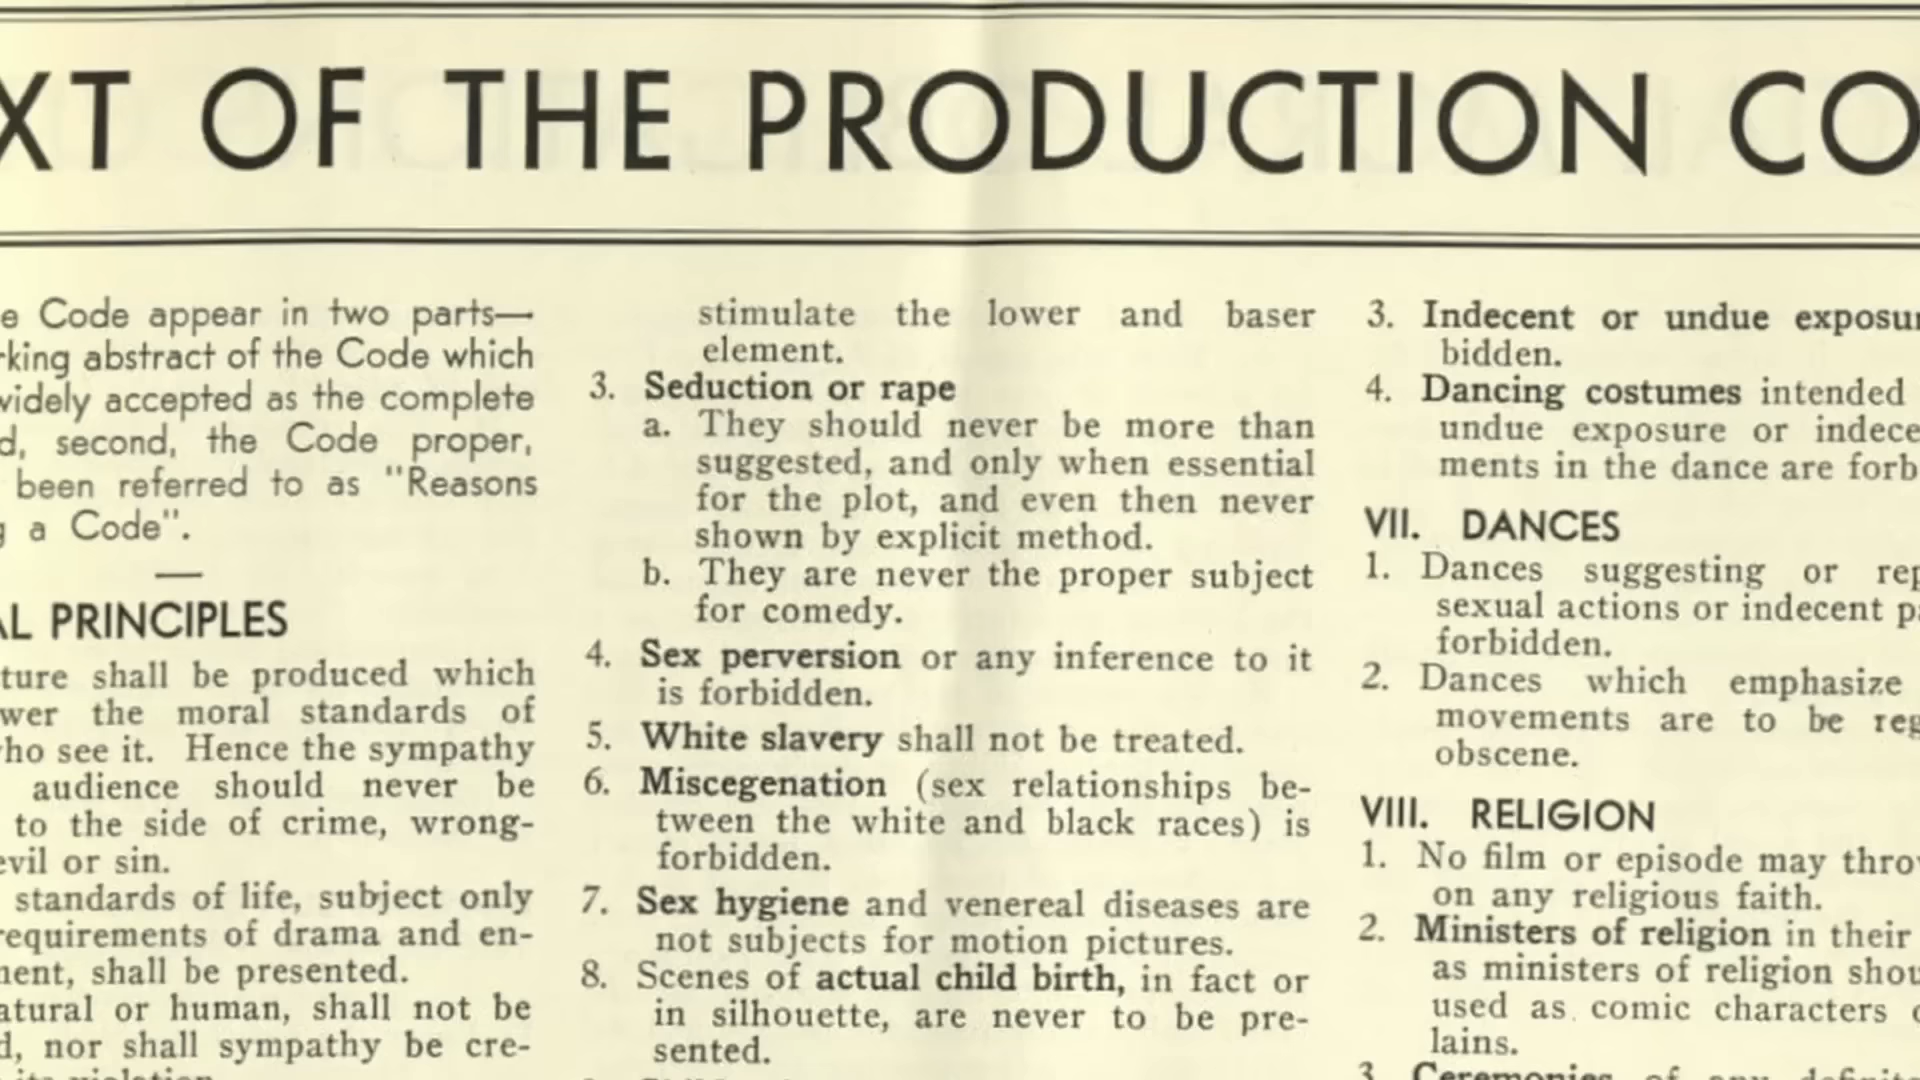 XT OF THE PRODUCTION CO
e Code appear in two parts—
rking abstract of the Code which
widely accepted as the complete
d, second, the Code proper,
been referred to as "Reasons
g a Code".
AL PRINCIPLES
ture shall be produced which
wer the moral standards of
who see it. Hence the sympathy
audience should never be
to the side of crime, wrong-
evil or sin.
standards of life, subject only
requirements of drama and en-
ment, shall be presented.
atural or human, shall not be
d, nor shall sympathy be cre-
its violation.
stimulate the lower and baser
element.
3. Seduction or rape
a. They should never be more than
suggested, and only when essential
for the plot, and even then never
shown by explicit method.
b. They are never the proper subject
for comedy.
4. Sex perversion or any inference to it
is forbidden.
5. White slavery shall not be treated.
6. Miscegenation (sex relationships be-
tween the white and black races) is
forbidden.
7. Sex hygiene and venereal diseases are
not subjects for motion pictures.
8. Scenes of actual child birth, in fact or
in silhouette, are never to be pre-
sented.
3. Indecent or undue exposur
bidden.
4. Dancing costumes intended
undue exposure or indece
ments in the dance are forb
VII. DANCES
1. Dances suggesting or rep
sexual actions or indecent pa
forbidden.
2. Dances which emphasize
movements are to be reg
obscene.
VIII. RELIGION
1. No film or episode may throw
on any religious faith.
2. Ministers of religion in their
as ministers of religion shou
used as comic characters o
lains.
3. Ceremonies of any definite